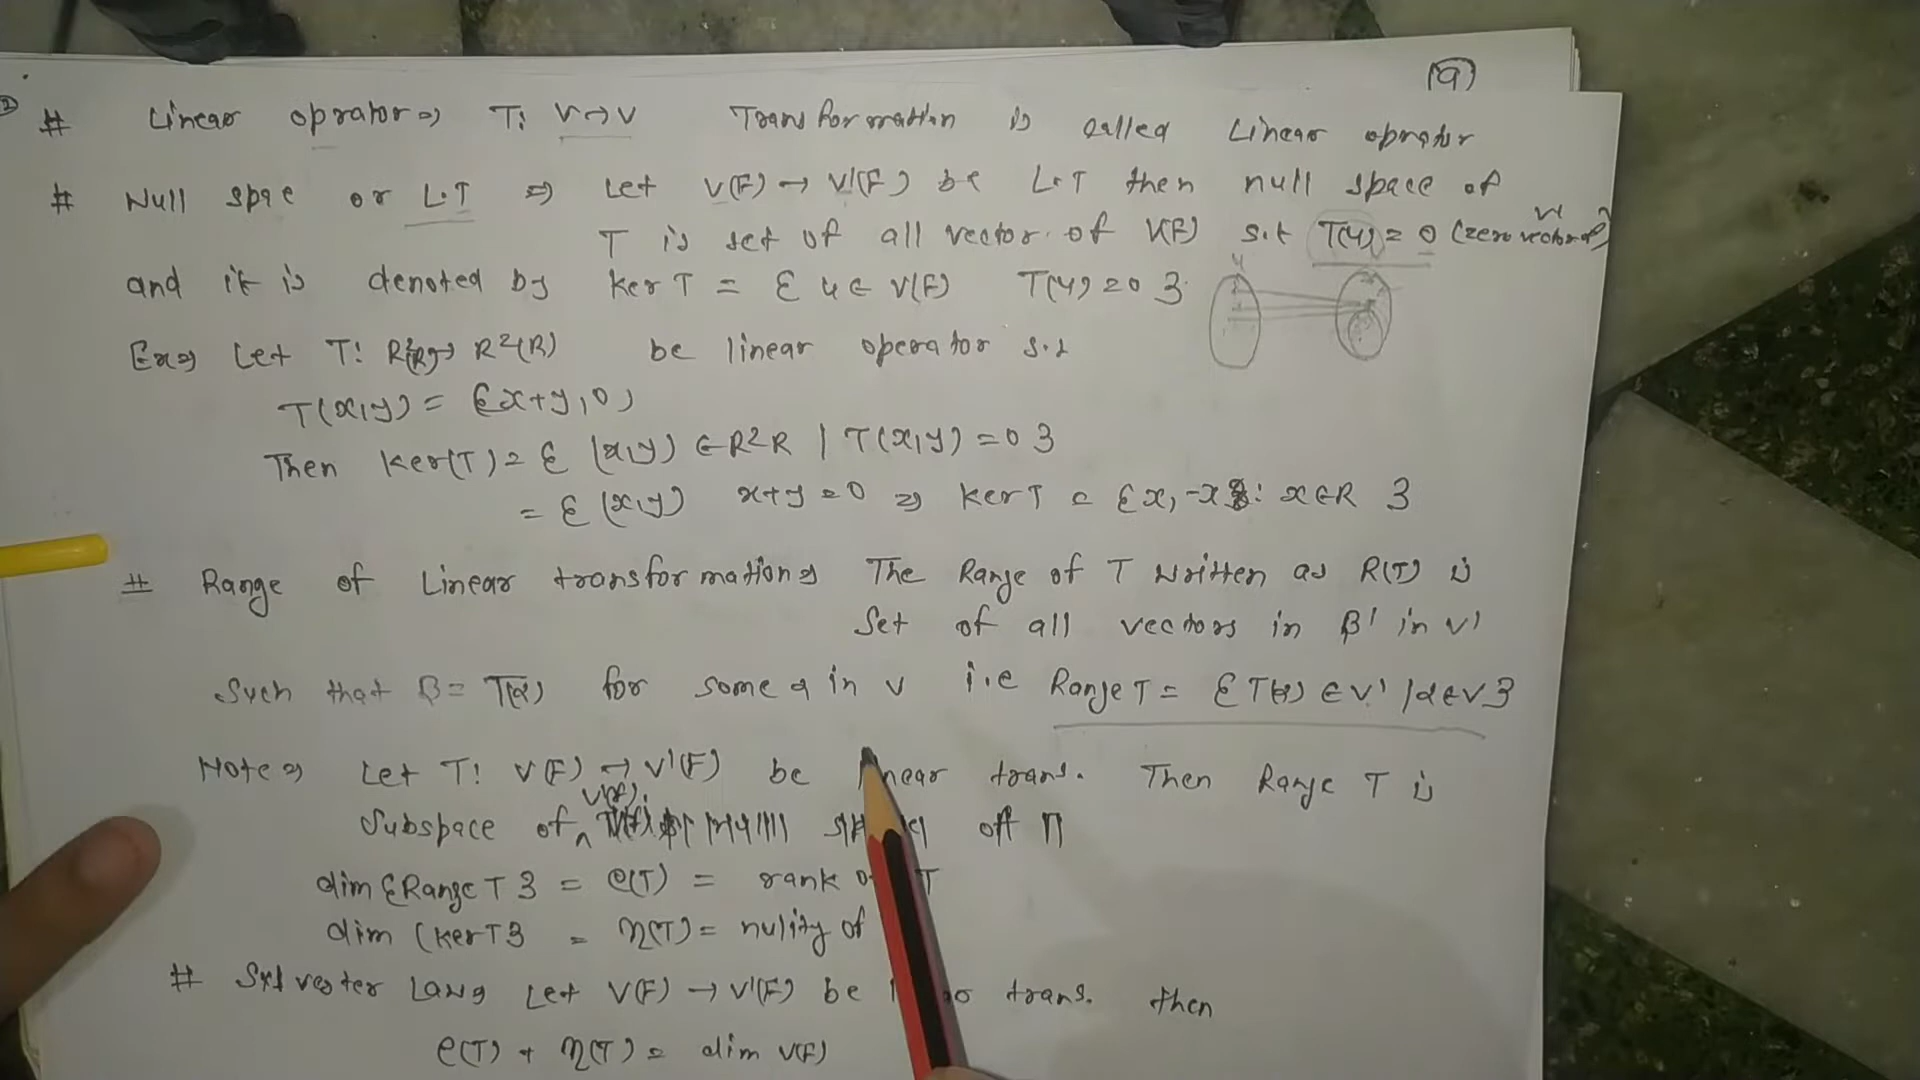 (9)
# Linear oprator ⇒ T: V→V Transformation is called Linear oprator
# Null spac or L.T ⇒ Let V(F) → V'(F) be L.T then null space of
T is set of all vector of V(F) s.t T(u) = 0 (zero vector of V')
and it is denoted by ker T = { u ∈ V(F) T(u) = 0 }
Ex⇒ Let T: R²(R)→ R²(R) be linear operator s.t
T(x,y) = (x+y, 0)
Then ker(T) = { (x,y) ∈ R²R | T(x,y) = 0 }
= { (x,y) x+y = 0 ⇒ ker T = {x, -x : x∈R }
# Range of Linear transformation⇒ The Range of T written as R(T) is
set of all vectors in β' in V'
Such that β = T(α) for some α in V i.e Range T = { T(α) ∈ V' | α∈V }
Note⇒ Let T: V(F) → V'(F) be trans. Then Range T is
V'(F).
Subspace of
dim {Range T } = ρ(T) = rank T
dim (ker T } = η(T) = nulity of
# Sylvester Law⇒ Let V(F) → V'(F) be trans. then
ρ(T) + η(T) = dim V(F)